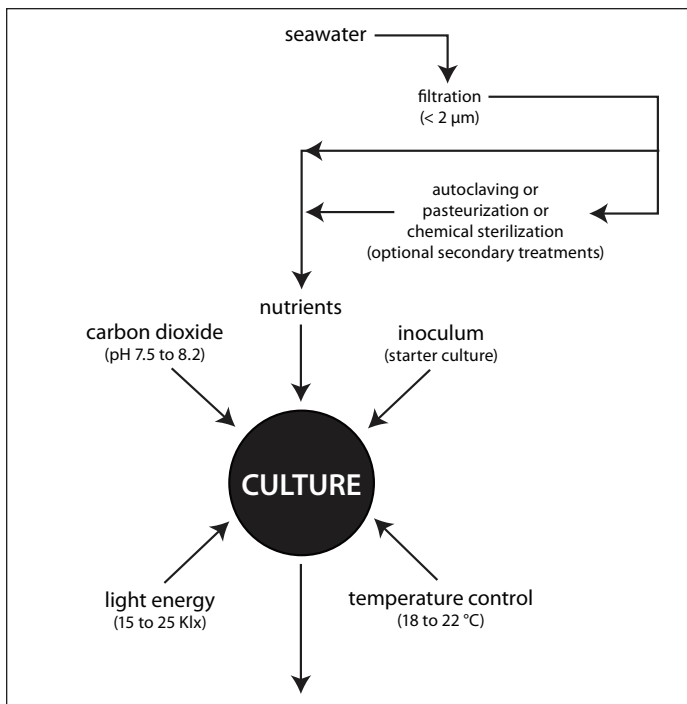 seawater
filtration
(< 2 µm)
autoclaving or
pasteurization or
chemical sterilization
(optional secondary treatments)
nutrients
carbon dioxide
(pH 7.5 to 8.2)
inoculum
(starter culture)
CULTURE
light energy
(15 to 25 Klx)
temperature control
(18 to 22 °C)